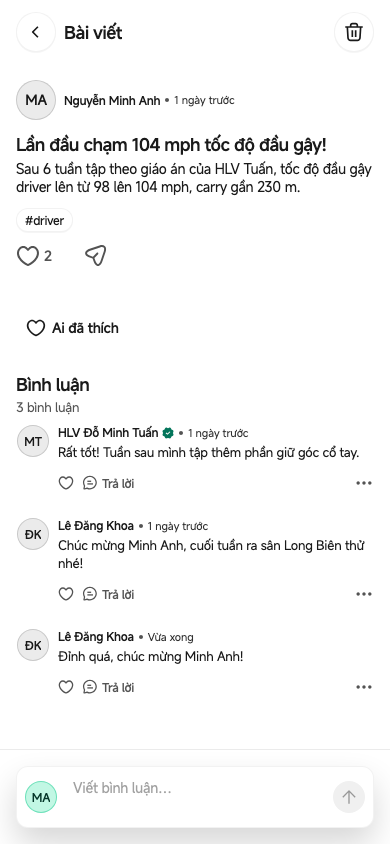 Bài viết
MA
Nguyễn Minh Anh • 1 ngày trước
Lần đầu chạm 104 mph tốc độ đầu gậy!
Sau 6 tuần tập theo giáo án của HLV Tuấn, tốc độ đầu gậy
driver lên từ 98 lên 104 mph, carry gần 230 m.
#driver
2
Ai đã thích
Bình luận
3 bình luận
MT
HLV Đỗ Minh Tuấn • 1 ngày trước
Rất tốt! Tuần sau mình tập thêm phần giữ góc cổ tay.
Trả lời
ĐK
Lê Đăng Khoa • 1 ngày trước
Chúc mừng Minh Anh, cuối tuần ra sân Long Biên thử
nhé!
Trả lời
ĐK
Lê Đăng Khoa • Vừa xong
Đỉnh quá, chúc mừng Minh Anh!
Trả lời
MA
Viết bình luận...